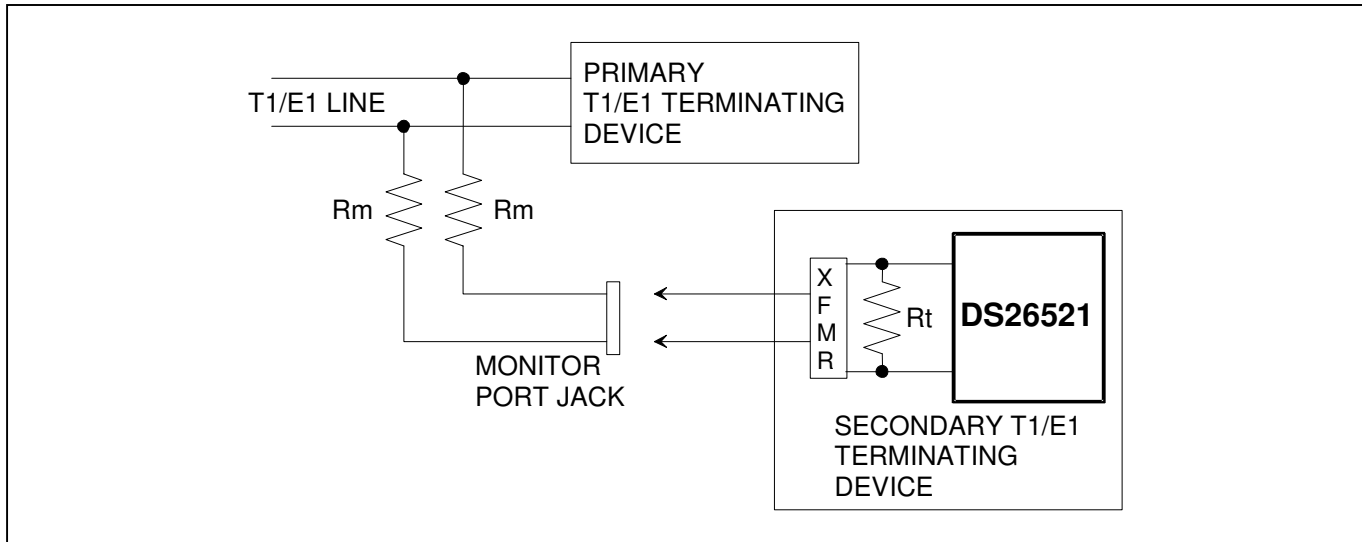 PRIMARY
T1/E1 TERMINATING
DEVICE
T1/E1 LINE
Rm
Rm
MONITOR
PORT JACK
X
F
M
R
Rt
DS26521
SECONDARY T1/E1
TERMINATING
DEVICE